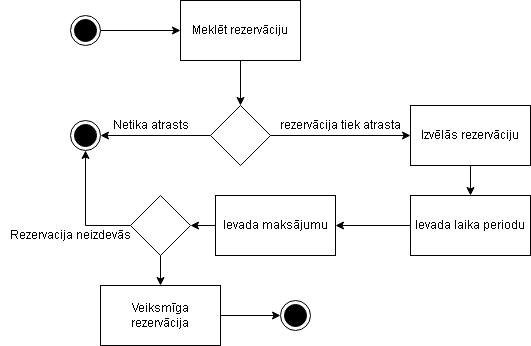 Meklēt rezervāciju
Netika atrasts
rezervācija tiek atrasta
Izvēlās rezervāciju
Rezervacija neizdevās
Ievada maksājumu
Ievada laika periodu
Veiksmīga
rezervācija